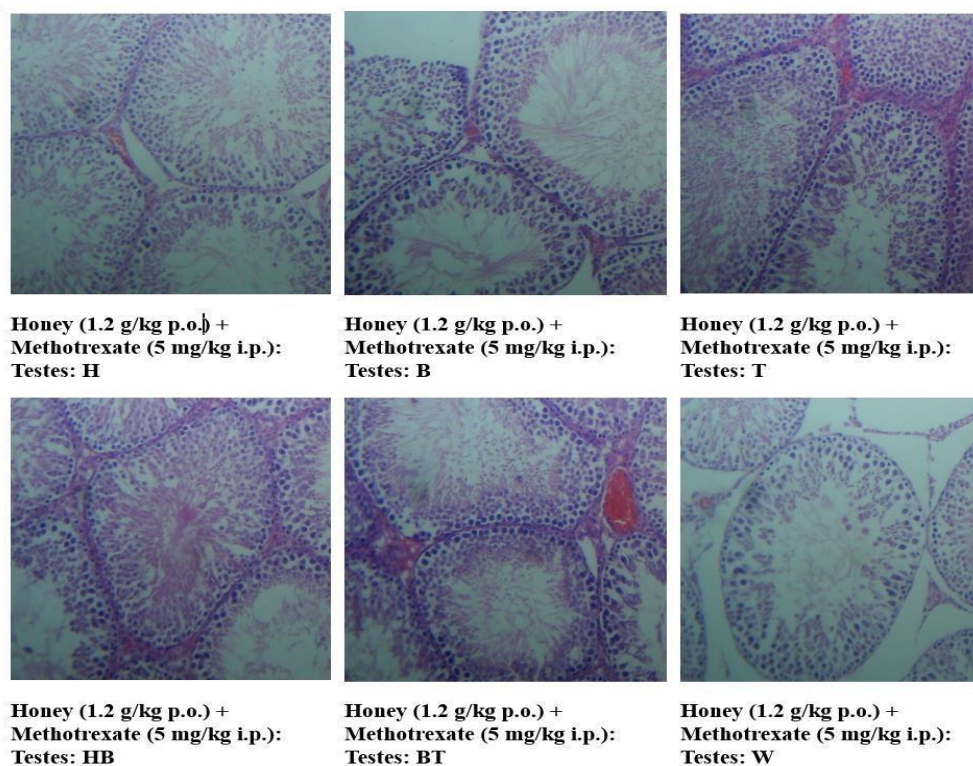 Honey (1.2 g/kg p.o.) +
Methotrexate (5 mg/kg i.p.):
Testes: H
Honey (1.2 g/kg p.o.) +
Methotrexate (5 mg/kg i.p.):
Testes: B
Honey (1.2 g/kg p.o.) +
Methotrexate (5 mg/kg i.p.):
Testes: T
Honey (1.2 g/kg p.o.) +
Methotrexate (5 mg/kg i.p.):
Testes: HB
Honey (1.2 g/kg p.o.) +
Methotrexate (5 mg/kg i.p.):
Testes: BT
Honey (1.2 g/kg p.o.) +
Methotrexate (5 mg/kg i.p.):
Testes: W